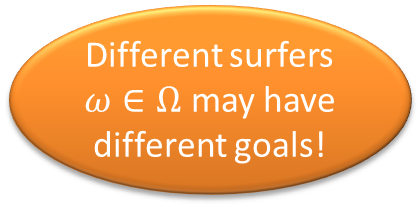 Different surfers
𝜔 ∈ Ω may have
different goals!